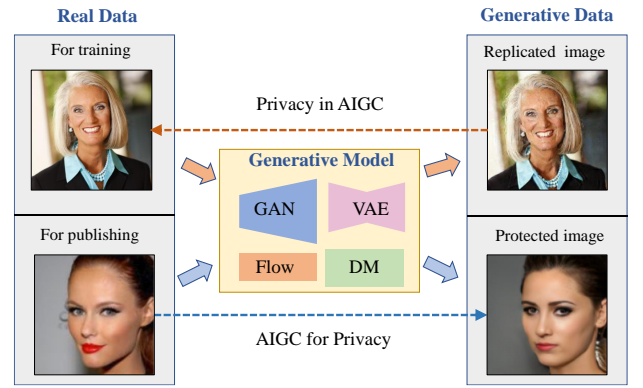 Real Data
Generative Data
For training
Replicated image
Privacy in AIGC
Generative Model
GAN
VAE
For publishing
Protected image
Flow
DM
AIGC for Privacy